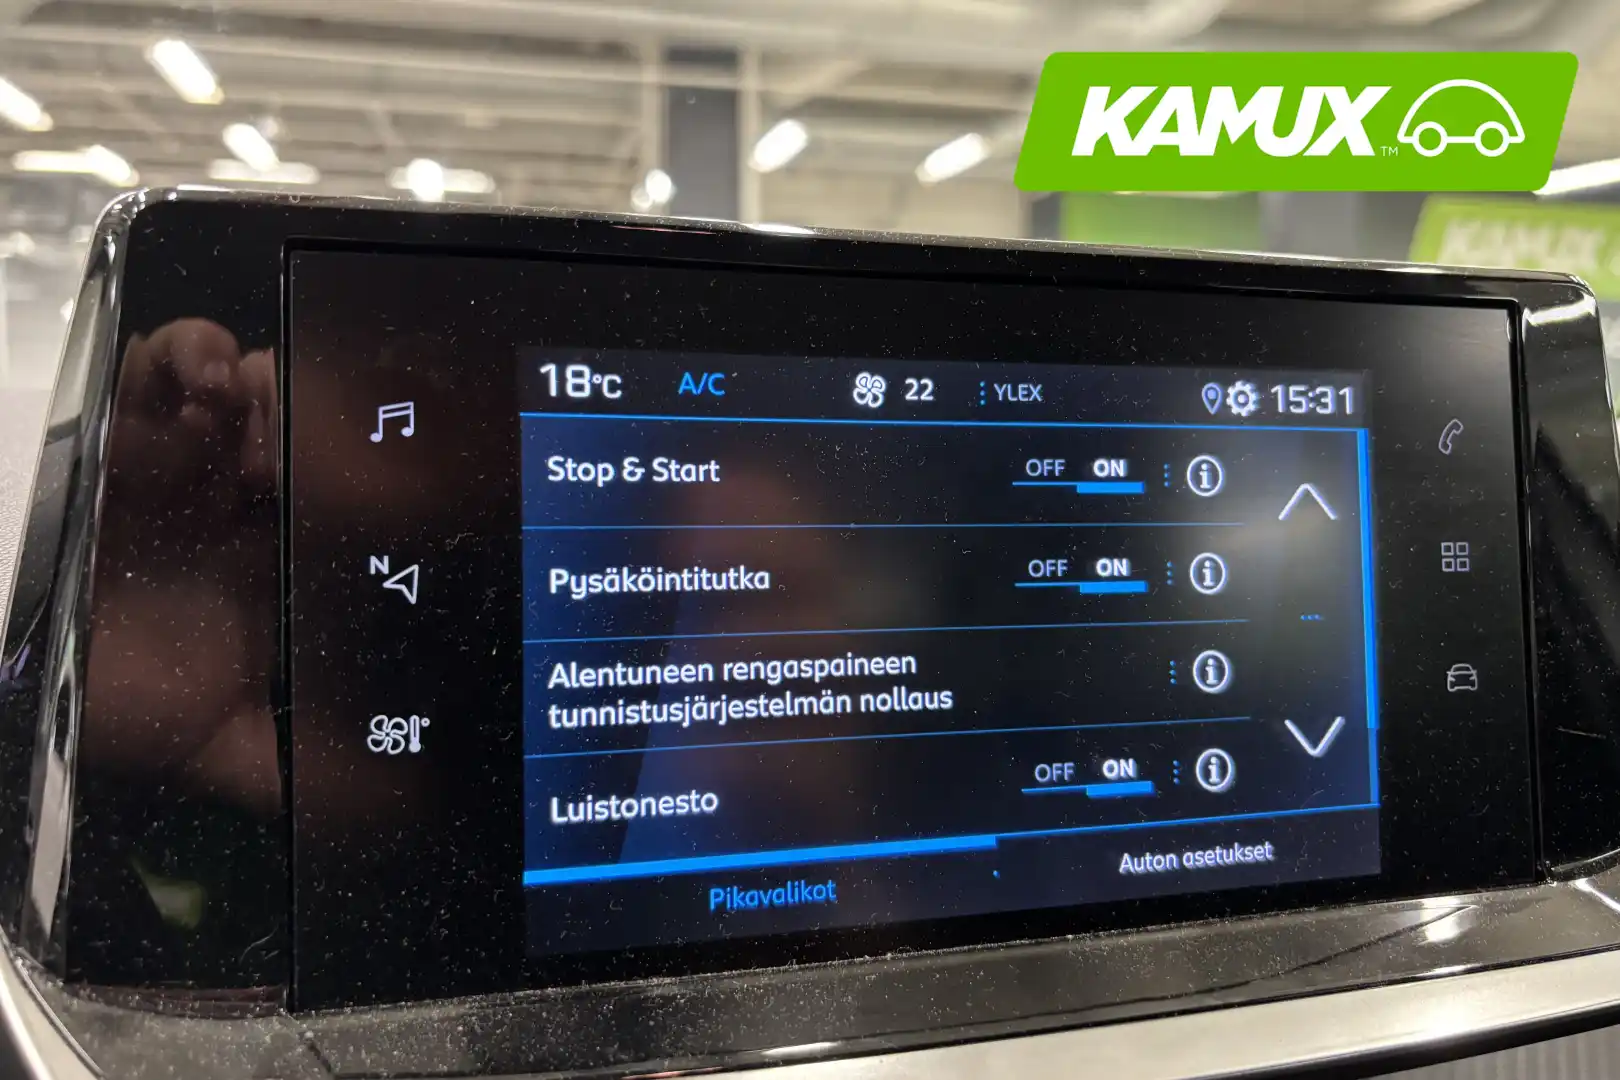 KAMUX™
KAMUX
18°C A/C 22 YLEX 15:31
Stop & Start OFF ON
Pysäköintitutka OFF ON
Alentuneen rengaspaineen
tunnistusjärjestelmän nollaus
Luistonesto OFF ON
Pikavalikot Auton asetukset
N